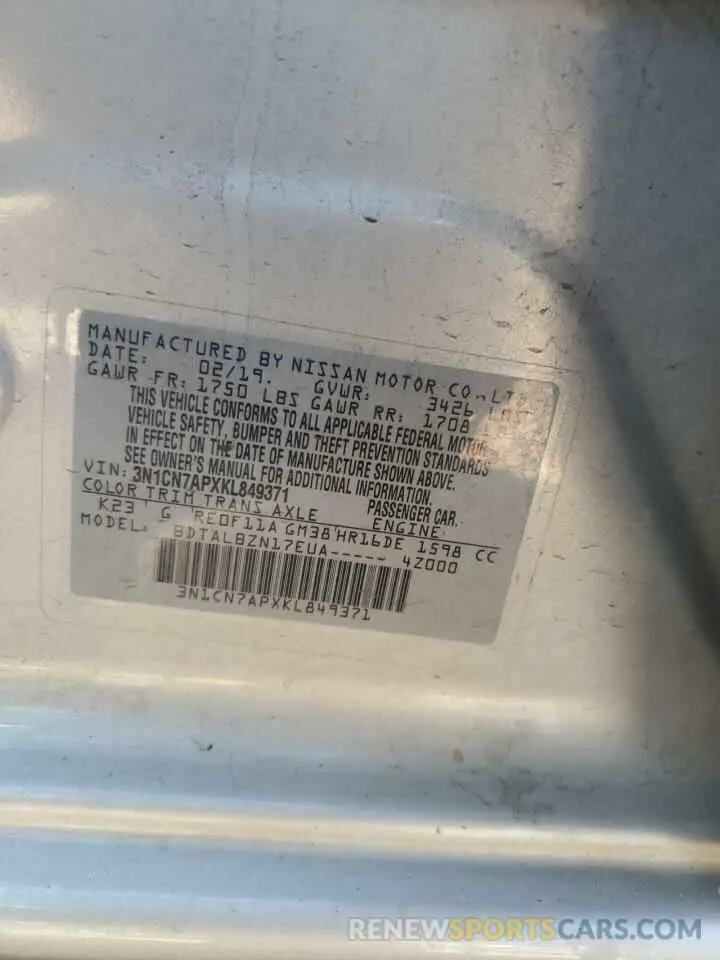 MANUFACTURED BY NISSAN MOTOR CO., LTD
DATE: 02/19. GVWR: 3426 LBS
GAWR FR: 1750 LBS GAWR RR: 1708
THIS VEHICLE CONFORMS TO ALL APPLICABLE FEDERAL MOTOR
VEHICLE SAFETY, BUMPER AND THEFT PREVENTION STANDARDS
IN EFFECT ON THE DATE OF MANUFACTURE SHOWN ABOVE.
SEE OWNER'S MANUAL FOR ADDITIONAL INFORMATION.
VIN: 3N1CN7APXKL849371 PASSENGER CAR.
COLOR TRIM TRANS AXLE ENGINE
K23 G RE0F11A GM38 HR16DE 1598 CC
MODEL: BDTALBZN17EUA----- 4Z000
3N1CN7APXKL849371
RENEWSPORTSCARS.COM